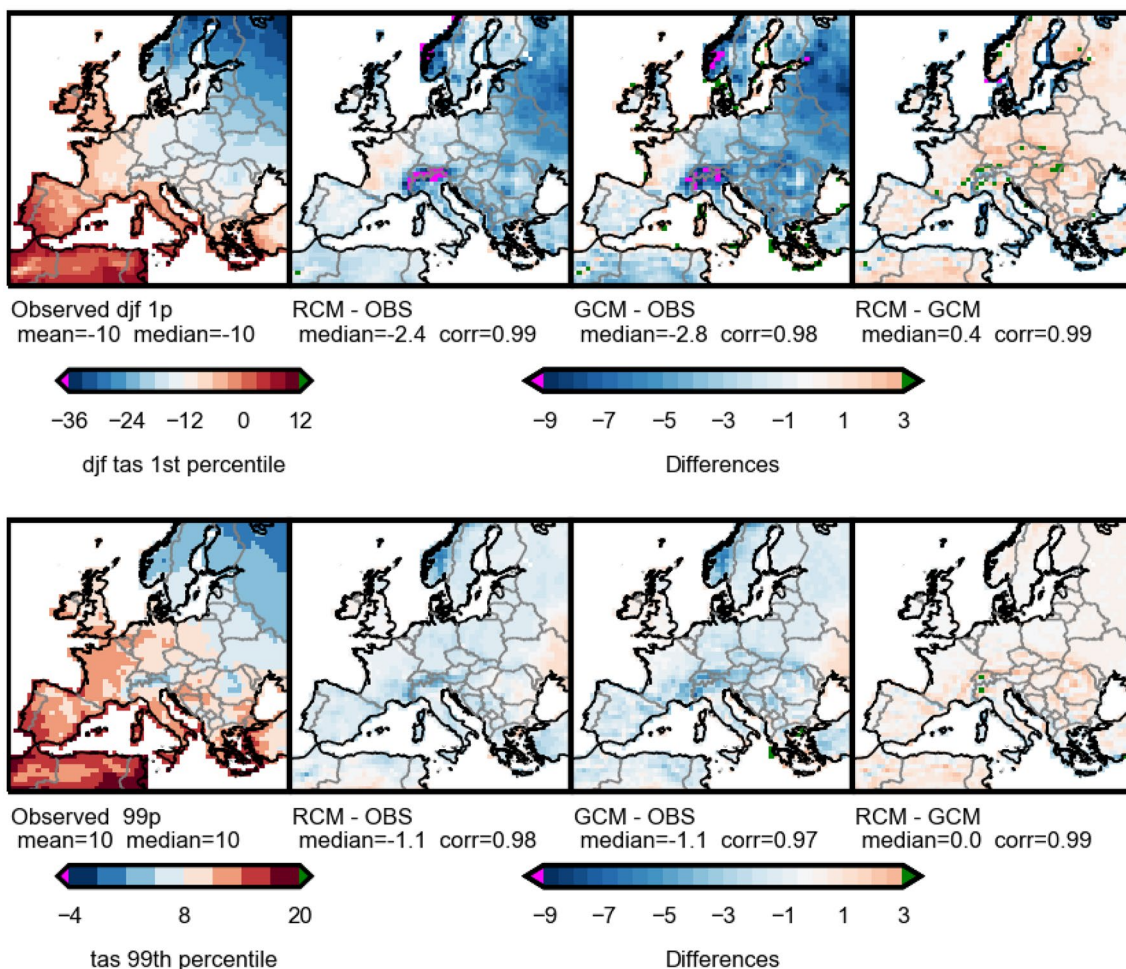 Observed djf 1p
mean=-10 median=-10
RCM - OBS
median=-2.4 corr=0.99
GCM - OBS
median=-2.8 corr=0.98
RCM - GCM
median=0.4 corr=0.99
−36 −24 −12 0 12
djf tas 1st percentile
−9 −7 −5 −3 −1 1 3
Differences
Observed 99p
mean=10 median=10
RCM - OBS
median=-1.1 corr=0.98
GCM - OBS
median=-1.1 corr=0.97
RCM - GCM
median=0.0 corr=0.99
−4 8 20
tas 99th percentile
−9 −7 −5 −3 −1 1 3
Differences